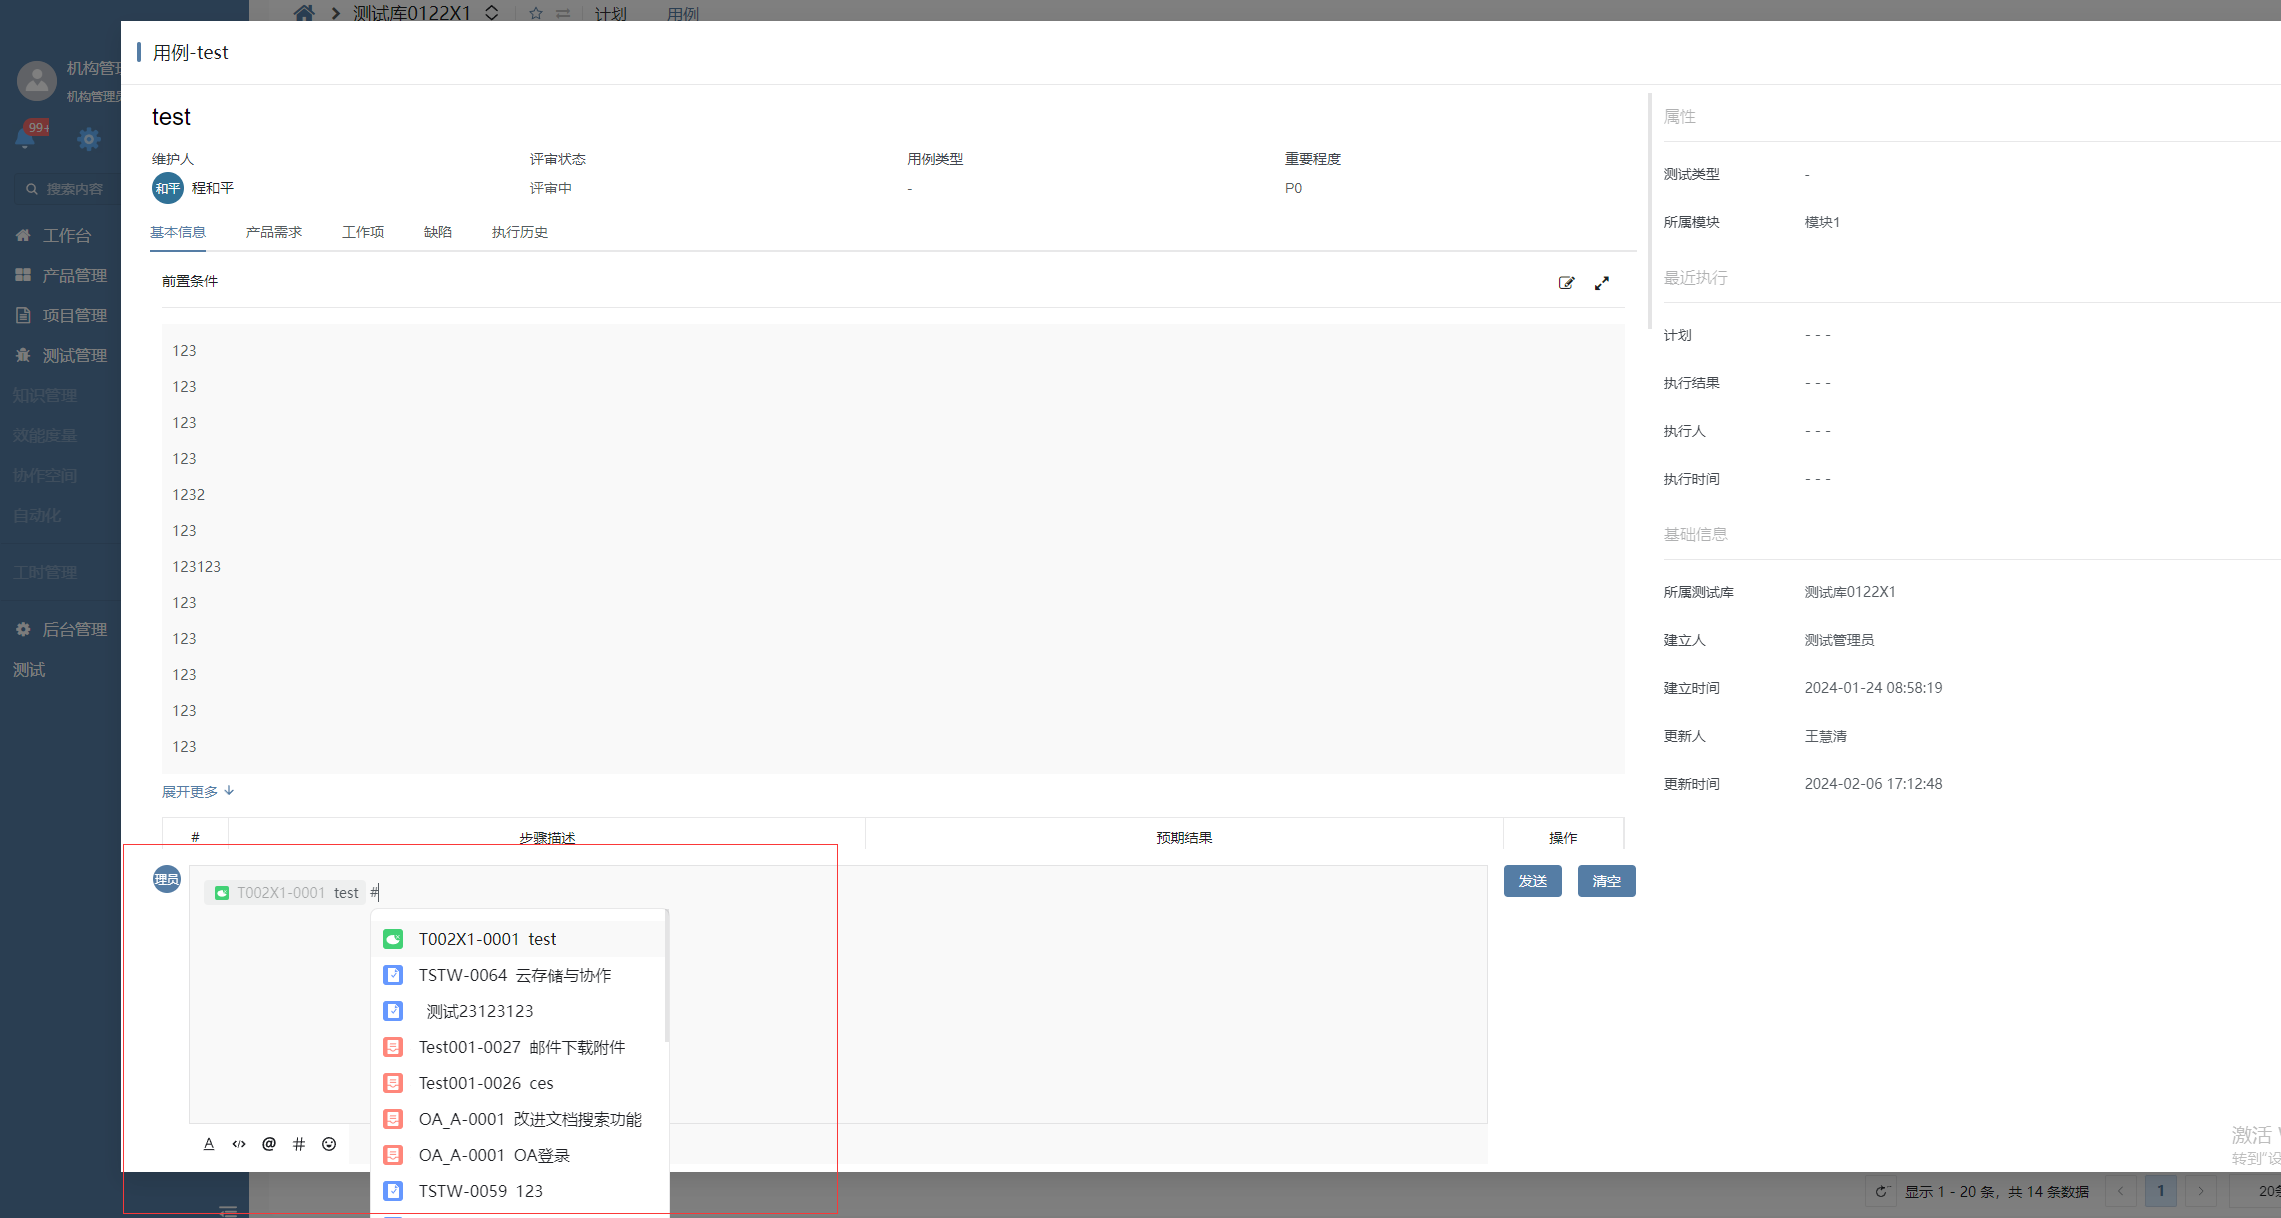 测试库0122X1
计划
用例
用例-test
机构管理
机构管理员
99+
搜索内容
工作台
产品管理
项目管理
测试管理
知识管理
效能度量
协作空间
自动化
工时管理
后台管理
测试
test
维护人
评审状态
用例类型
重要程度
和平
程和平
评审中
-
P0
基本信息
产品需求
工作项
缺陷
执行历史
前置条件
123
123
123
123
1232
123
123123
123
123
123
123
123
展开更多
#
步骤描述
预期结果
操作
理员
T002X1-0001 test #
发送
清空
T002X1-0001 test
TSTW-0064 云存储与协作
测试23123123
Test001-0027 邮件下载附件
Test001-0026 ces
OA_A-0001 改进文档搜索功能
OA_A-0001 OA登录
TSTW-0059 123
属性
测试类型
-
所属模块
模块1
最近执行
计划
- - -
执行结果
- - -
执行人
- - -
执行时间
- - -
基础信息
所属测试库
测试库0122X1
建立人
测试管理员
建立时间
2024-01-24 08:58:19
更新人
王慧清
更新时间
2024-02-06 17:12:48
激活
转到"设
显示 1 - 20 条，共 14 条数据
1
20条